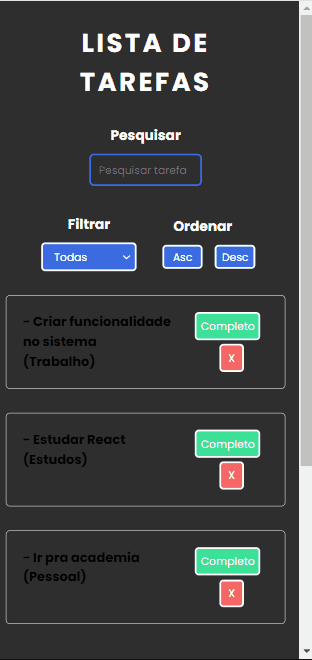 LISTA DE
TAREFAS
Pesquisar
Pesquisar tarefa
Filtrar
Ordenar
Todas
Asc
Desc
- Criar funcionalidade
no sistema
(Trabalho)
Completo
X
- Estudar React
(Estudos)
Completo
X
- Ir pra academia
(Pessoal)
Completo
X